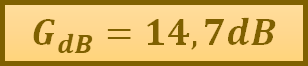 G_dB = 14,7dB